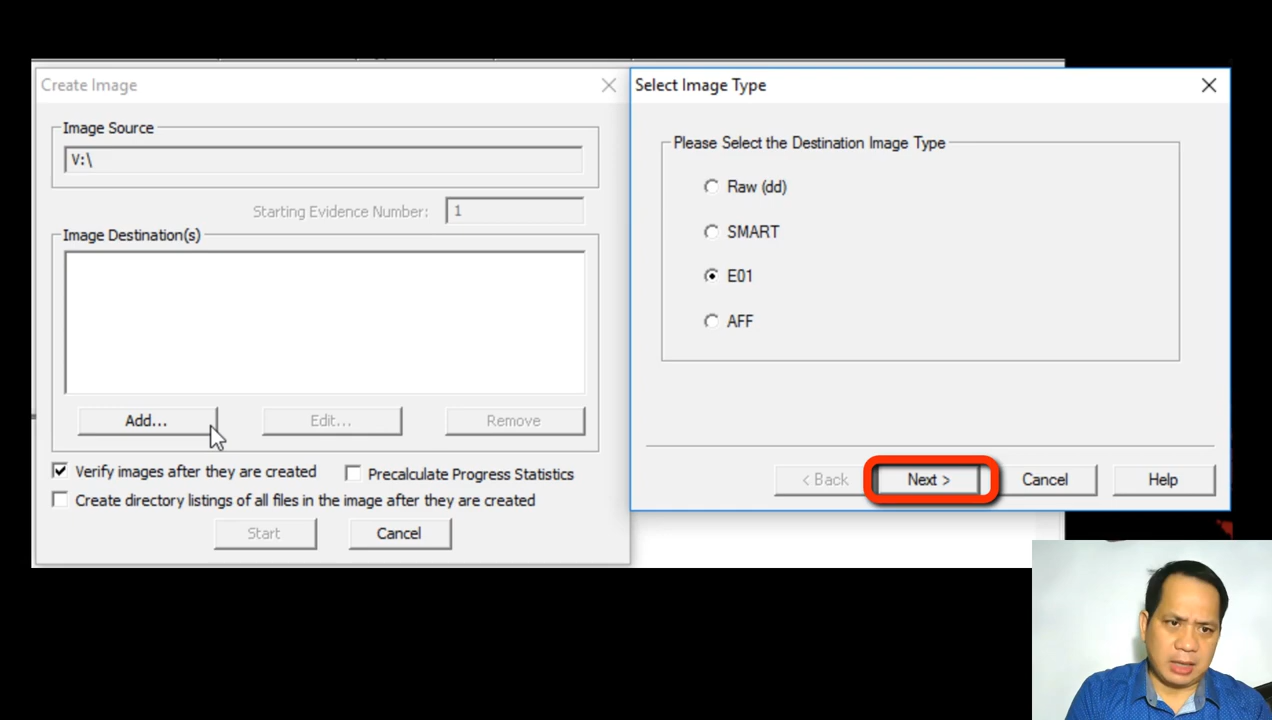 Create Image
Image Source
V:\
Starting Evidence Number:
1
Image Destination(s)
Add...
Edit...
Remove
Verify images after they are created
Precalculate Progress Statistics
Create directory listings of all files in the image after they are created
Start
Cancel
Select Image Type
Please Select the Destination Image Type
Raw (dd)
SMART
E01
AFF
< Back
Next >
Cancel
Help